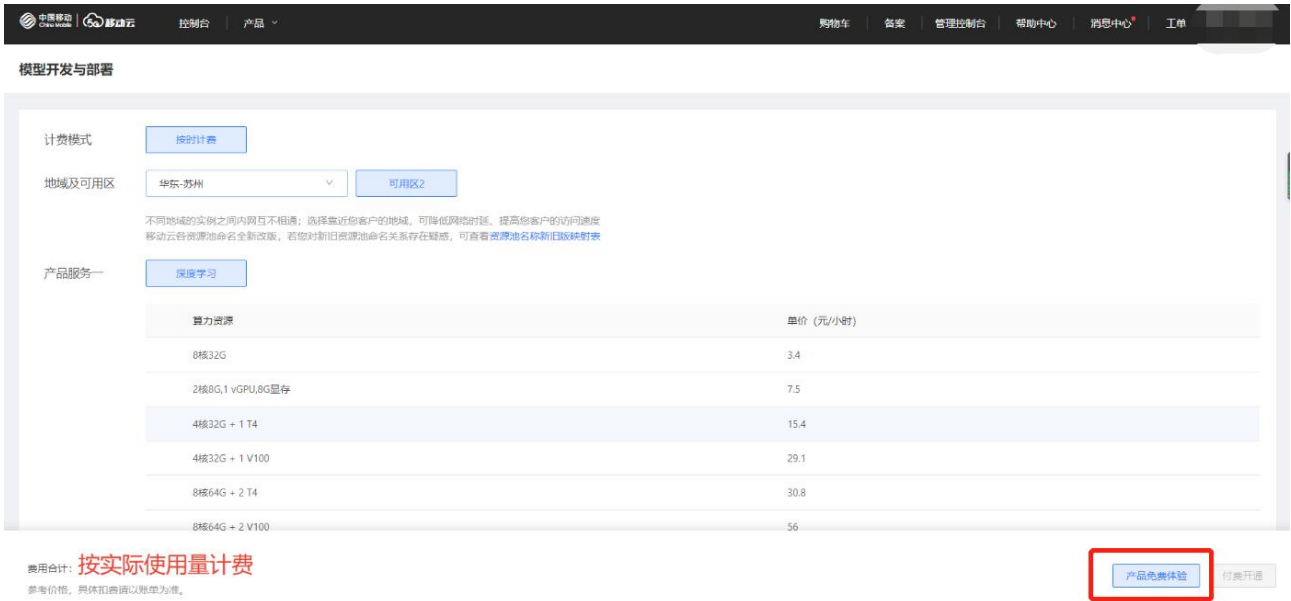 中国移动 China Mobile 移动云 控制台 产品 购物车 备案 管理控制台 帮助中心 消息中心 工单
模型开发与部署
计费模式 按时计费
地域及可用区 华东-苏州 可用区2
不同地域的实例之间内网互不相通；选择靠近您客户的地域，可降低网络时延、提高您客户的访问速度
移动云各资源池命名全新改版，若您对新旧资源池命名关系存在疑惑，可查看资源池名称新旧版映射表
产品服务一 深度学习
算力资源 单价（元/小时)
8核32G 3.4
2核8G,1 vGPU,8G显存 7.5
4核32G + 1 T4 15.4
4核32G + 1 V100 29.1
8核64G + 2 T4 30.8
8核64G + 2 V100 56
费用合计: 按实际使用量计费 产品免费体验 付费开通
参考价格，具体扣费请以账单为准。